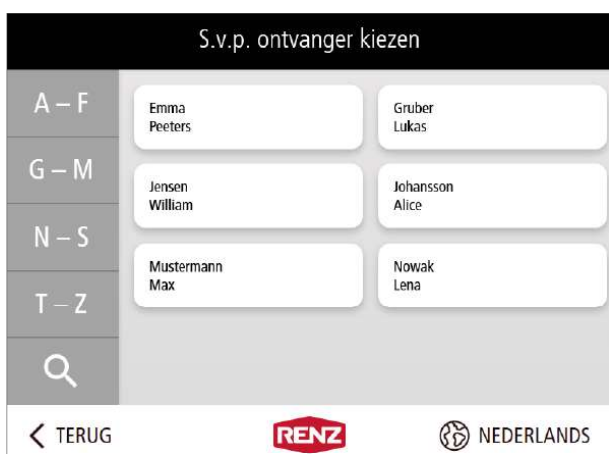 S.v.p. ontvanger kiezen
A – F
G – M
N – S
T – Z
Emma
Peeters
Gruber
Lukas
Jensen
William
Johansson
Alice
Mustermann
Max
Nowak
Lena
TERUG
RENZ
NEDERLANDS